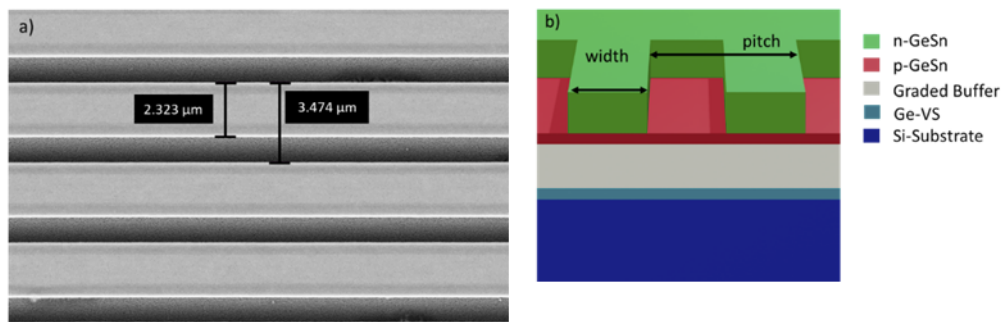 a)
2.323 µm
3.474 µm
b)
width
pitch
n-GeSn
p-GeSn
Graded Buffer
Ge-VS
Si-Substrate